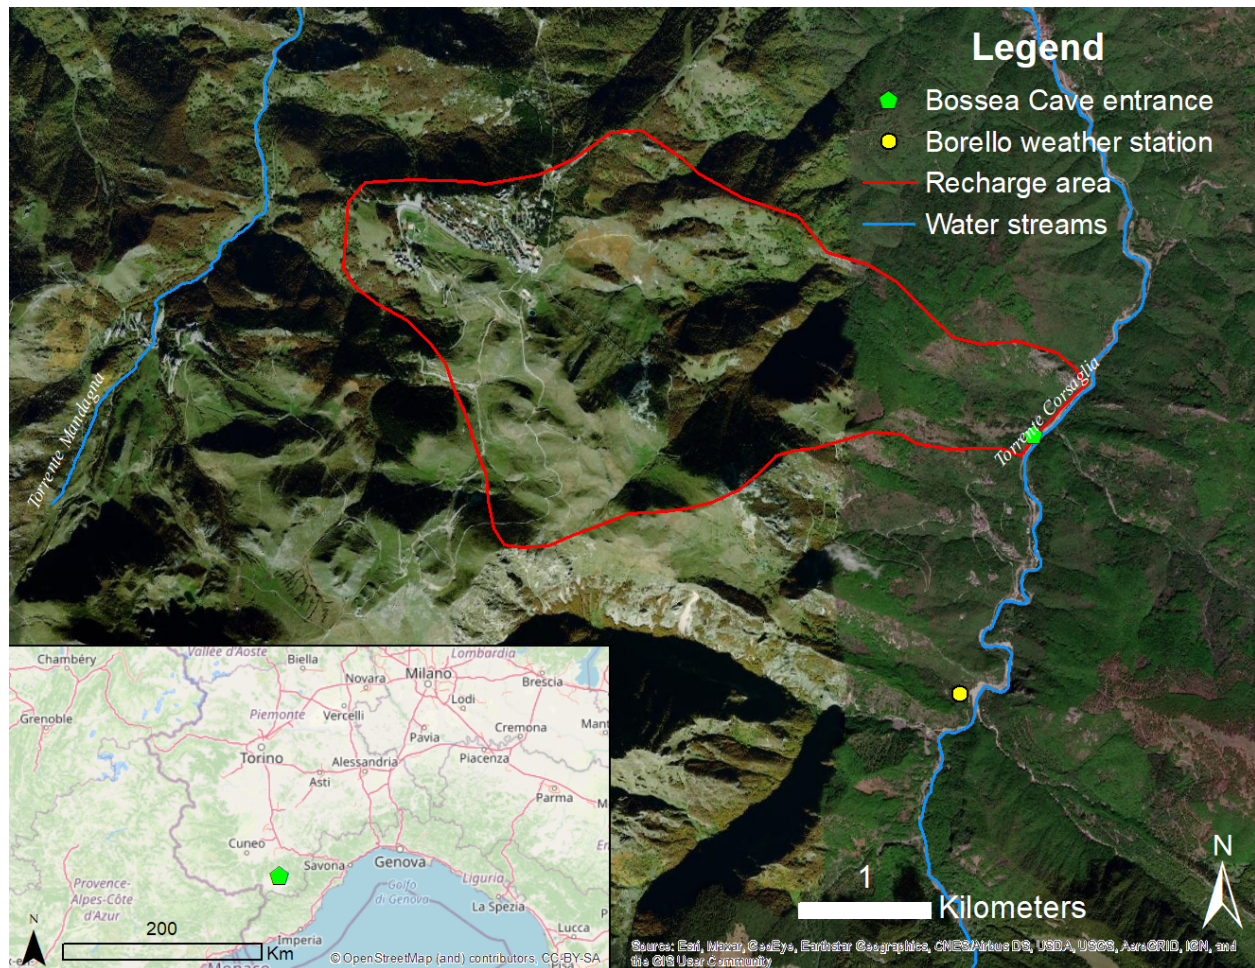 Legend
Bossea Cave entrance
Borello weather station
Recharge area
Water streams
Torrente Mandagna
Torrente Corsaglia
1
Kilometers
N
Source: Esri, Maxar, GeoEye, Earthstar Geographics, CNES/Airbus DS, USDA, USGS, AeroGRID, IGN, and
the GIS User Community
Vallée d'Aoste
Lombardia
Chambéry
Biella
Milano
Brescia
Novara
Lodi
Grenoble
Piemonte
Vercelli
Cremona
Mant
Pavia
Torino
Piacenza
Alessandria
Asti
Parma
M
Cuneo
Savona
Genova
En
Provence-
Alpes-Côte
d'Azur
Golfo
di Genova
Liguria
La Spezia
Imperia
Lucca
Monaco
Pisa
N
200
Km
© OpenStreetMap (and) contributors, CC-BY-SA